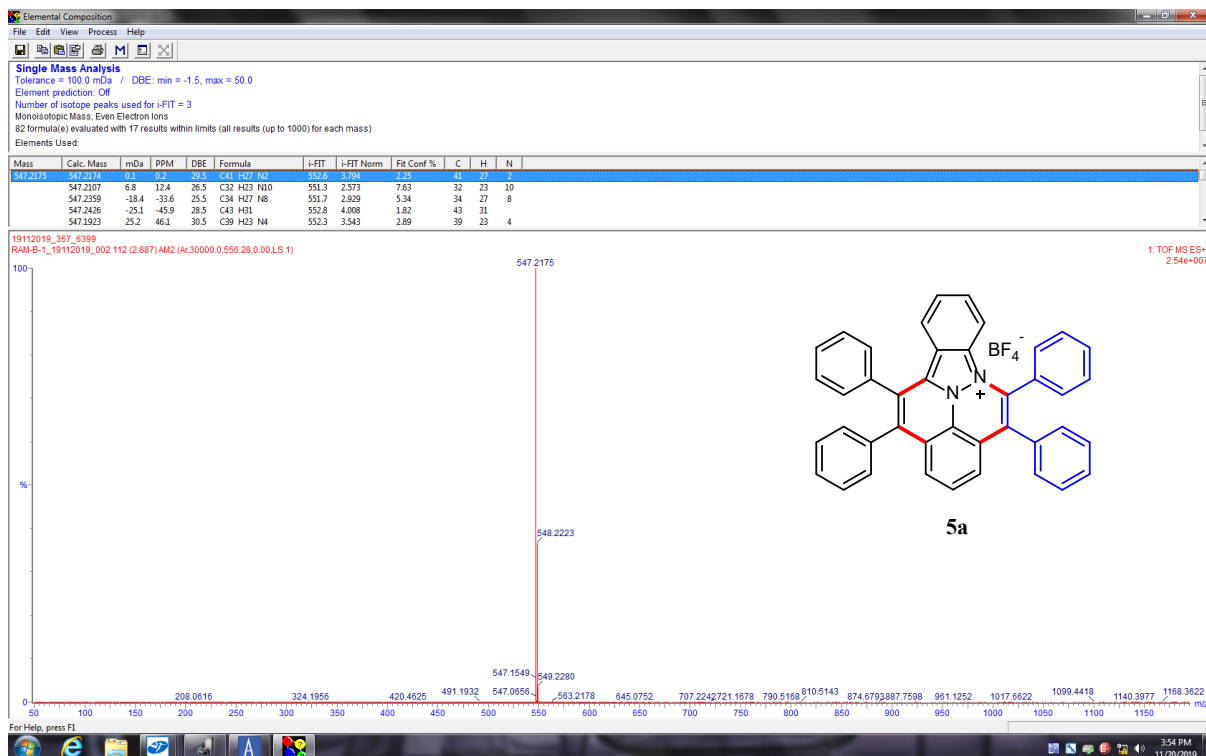 Elemental Composition
File Edit View Process Help
M
Single Mass Analysis
Tolerance = 100.0 mDa / DBE: min = -1.5, max = 50.0
Element prediction: Off
Number of isotope peaks used for i-FIT = 3
Monoisotopic Mass, Even Electron Ions
82 formula(e) evaluated with 17 results within limits (all results (up to 1000) for each mass)
Elements Used:
Mass Calc. Mass mDa PPM DBE Formula i-FIT i-FIT Norm Fit Conf % C H N
547.2175 547.2174 0.1 0.2 29.5 C41 H27 N2 552.6 3.794 2.25 41 27 2
547.2107 6.8 12.4 26.5 C32 H23 N10 551.3 2.573 7.63 32 23 10
547.2359 -18.4 -33.6 25.5 C34 H27 N8 551.7 2.929 5.34 34 27 8
547.2426 -25.1 -45.9 28.5 C43 H31 552.8 4.008 1.82 43 31
547.1923 25.2 46.1 30.5 C39 H23 N4 552.3 3.543 2.89 39 23 4
19112019_357_6399
RAM-B-1_19112019_002 112 (2.887) AM2 (Ar,30000.0,556.28,0.00,LS 1)
1: TOF MS ES+
2.54e+007
100
%
0
547.2175
548.2223
547.1549
549.2280
547.0656
563.2178
208.0616
324.1956
420.4625
491.1932
645.0752
707.2242
721.1678
790.5168
810.5143
874.6793
887.7598
961.1252
1017.6622
1099.4418
1140.3977
1168.3622
BF4-
N
N
+
5a
50 100 150 200 250 300 350 400 450 500 550 600 650 700 750 800 850 900 950 1000 1050 1100 1150 m/z
For Help, press F1
A
3:54 PM
11/20/2019